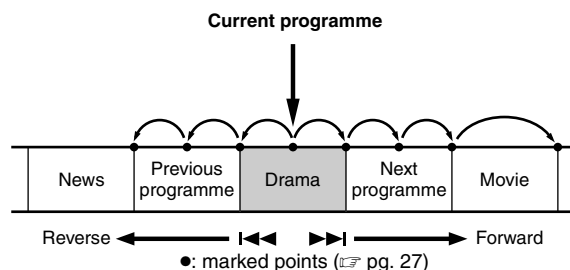 Current programme
News
Previous
programme
Drama
Next
programme
Movie
Reverse
Forward
●: marked points (☞ pg. 27)